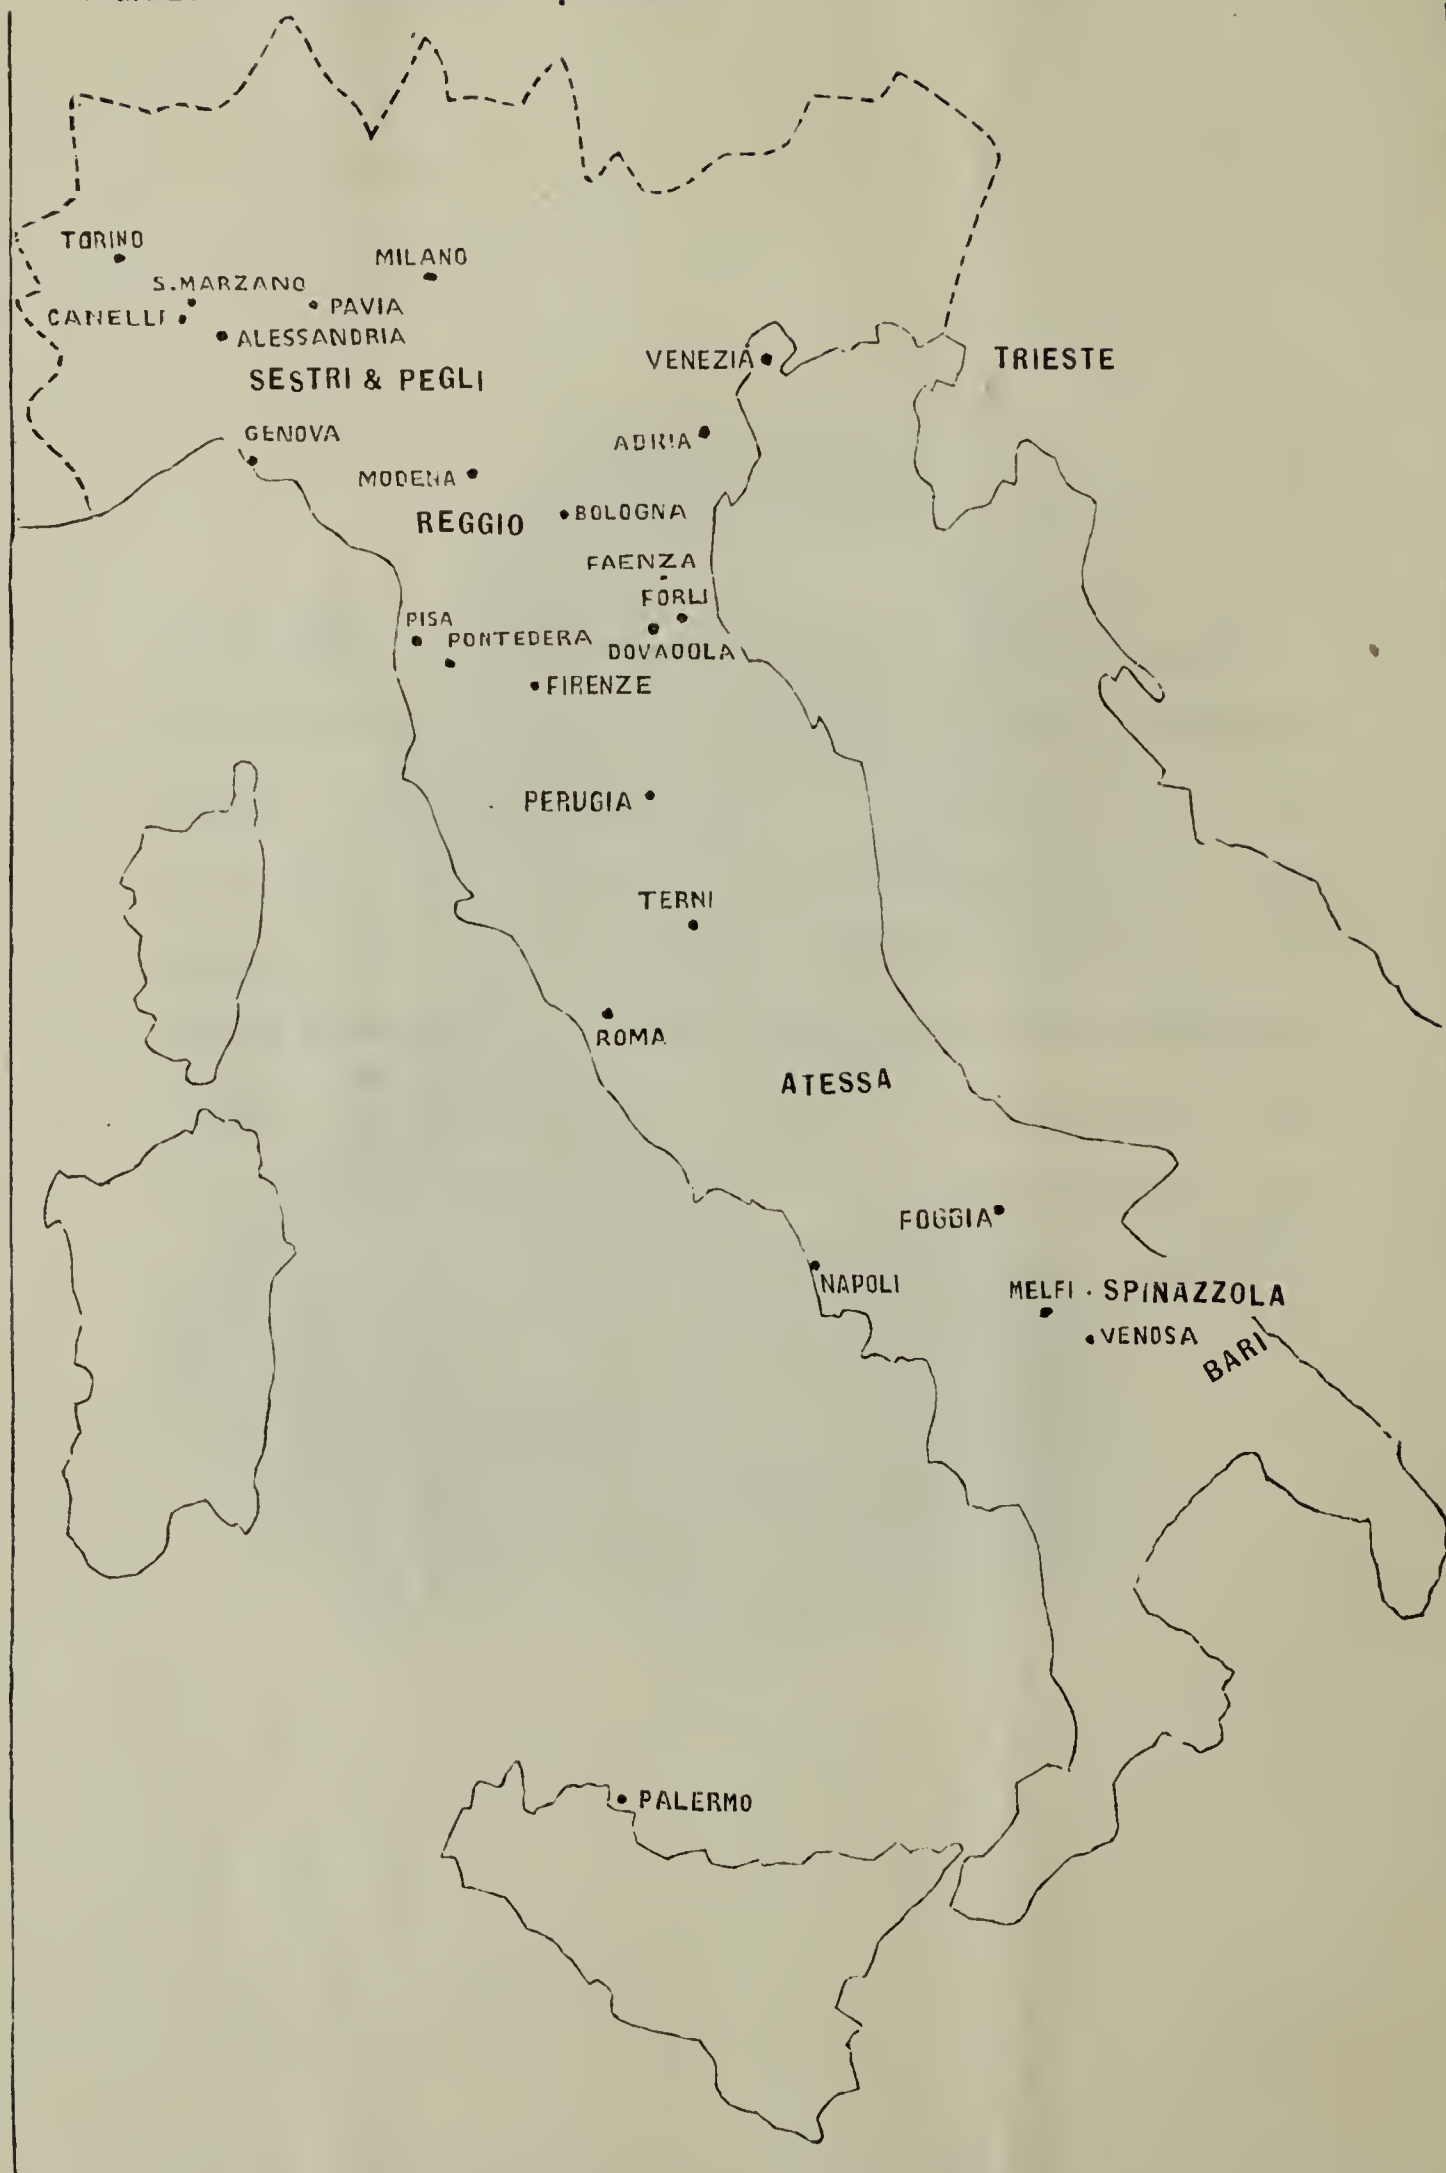 TORINO
MILANO
S.MARZANO
PAVIA
CANELLI
ALESSANDRIA
SESTRI & PEGLI
VENEZIA
TRIESTE
GENOVA
ADRIA
MODENA
REGGIO
BOLOGNA
FAENZA
FORLI
PISA
PONTEDERA
DOVADOLA
FIRENZE
PERUGIA
TERNI
ROMA
ATESSA
FOGGIA
NAPOLI
MELFI . SPINAZZOLA
VENOSA
BARI
PALERMO